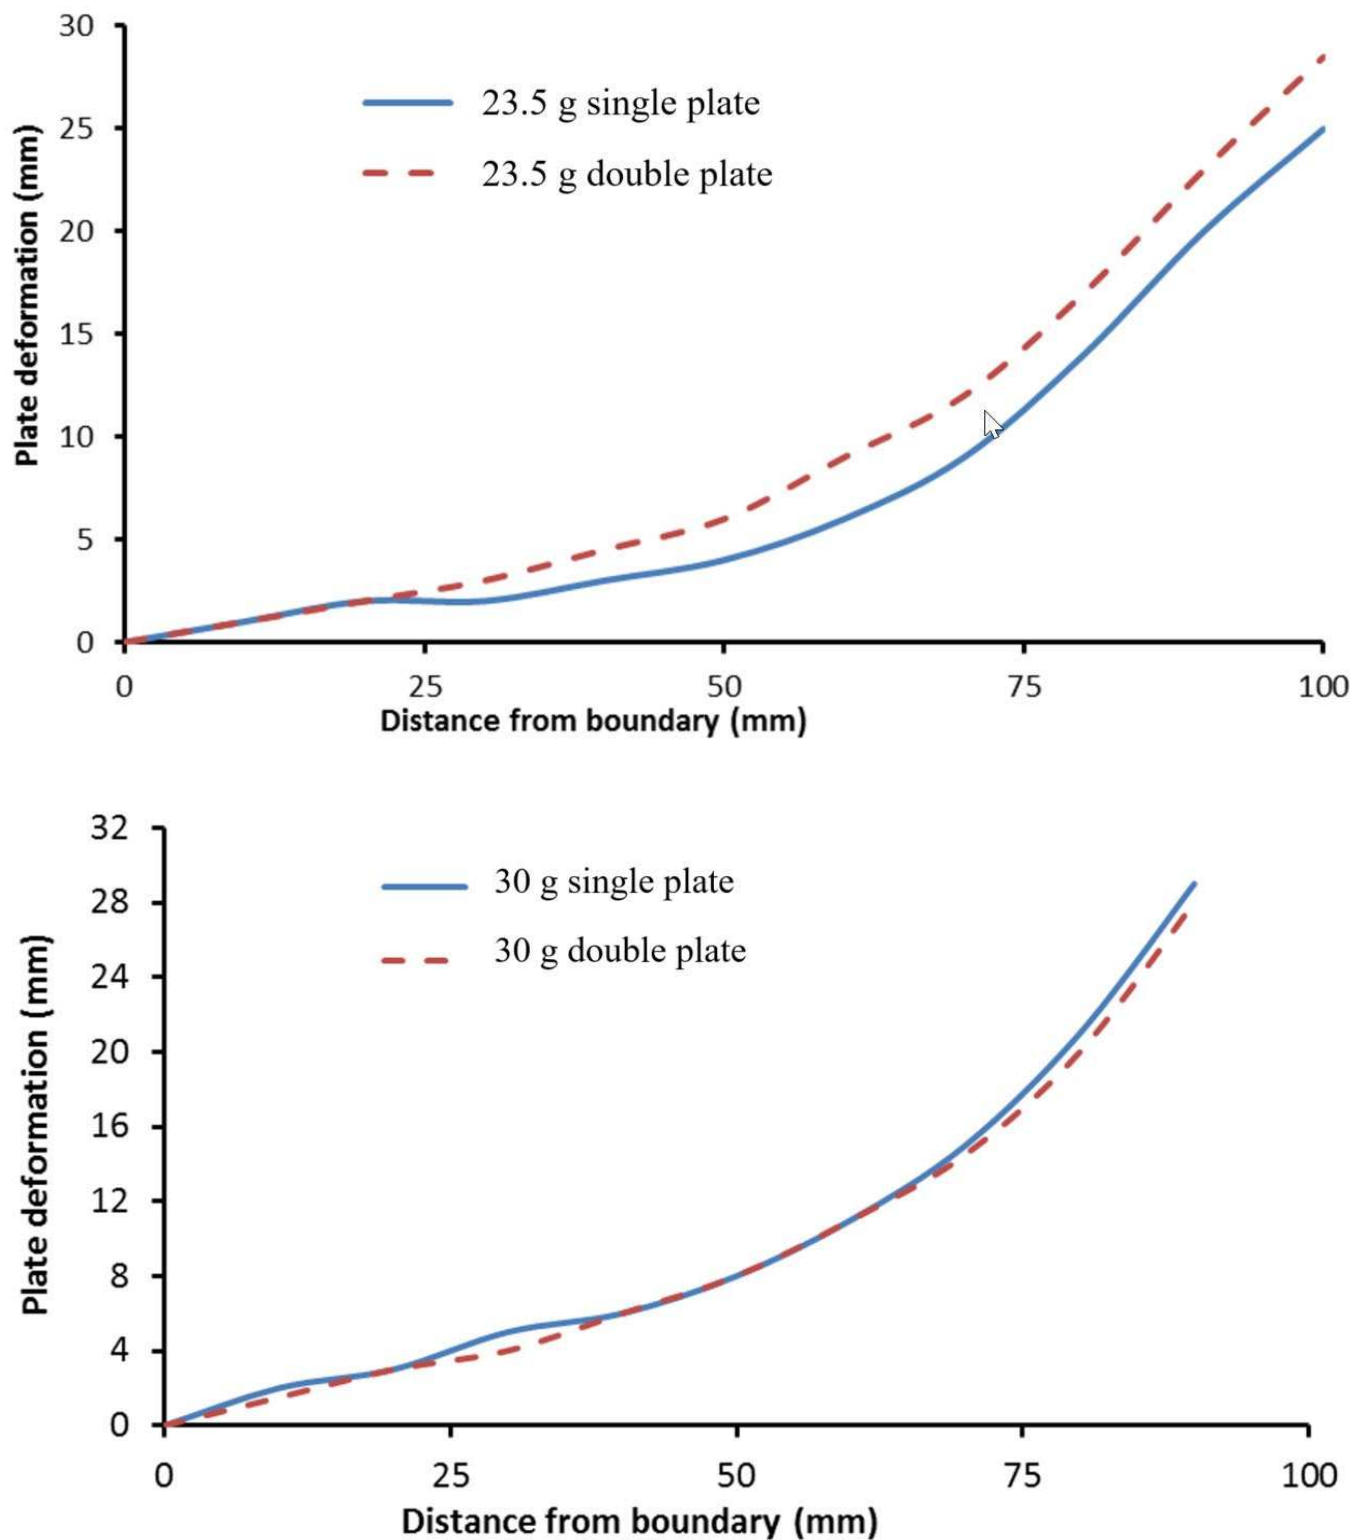 30
25
20
15
10
5
0
Plate deformation (mm)
23.5 g single plate
23.5 g double plate
0 25 50 75 100
Distance from boundary (mm)
32
28
24
20
16
12
8
4
0
Plate deformation (mm)
30 g single plate
30 g double plate
0 25 50 75 100
Distance from boundary (mm)